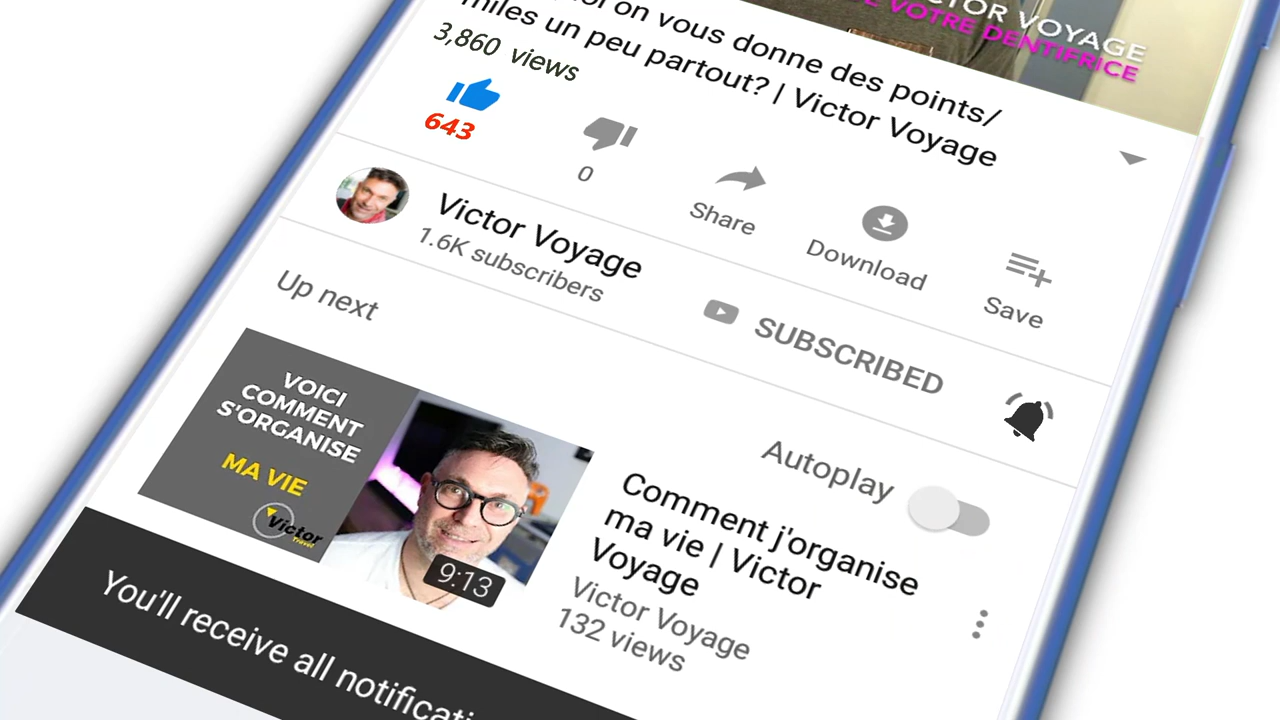 VICTOR VOYAGE
VOTRE DENTIFRICE
on vous donne des points/
miles un peu partout? | Victor Voyage
3,860 views
643
0
Share
Download
Save
Victor Voyage
1.6K subscribers
SUBSCRIBED
Up next
Autoplay
VOICI
COMMENT
S'ORGANISE
MA VIE
Victor
Travel
9:13
Comment j'organise
ma vie | Victor
Voyage
Victor Voyage
132 views
You'll receive all